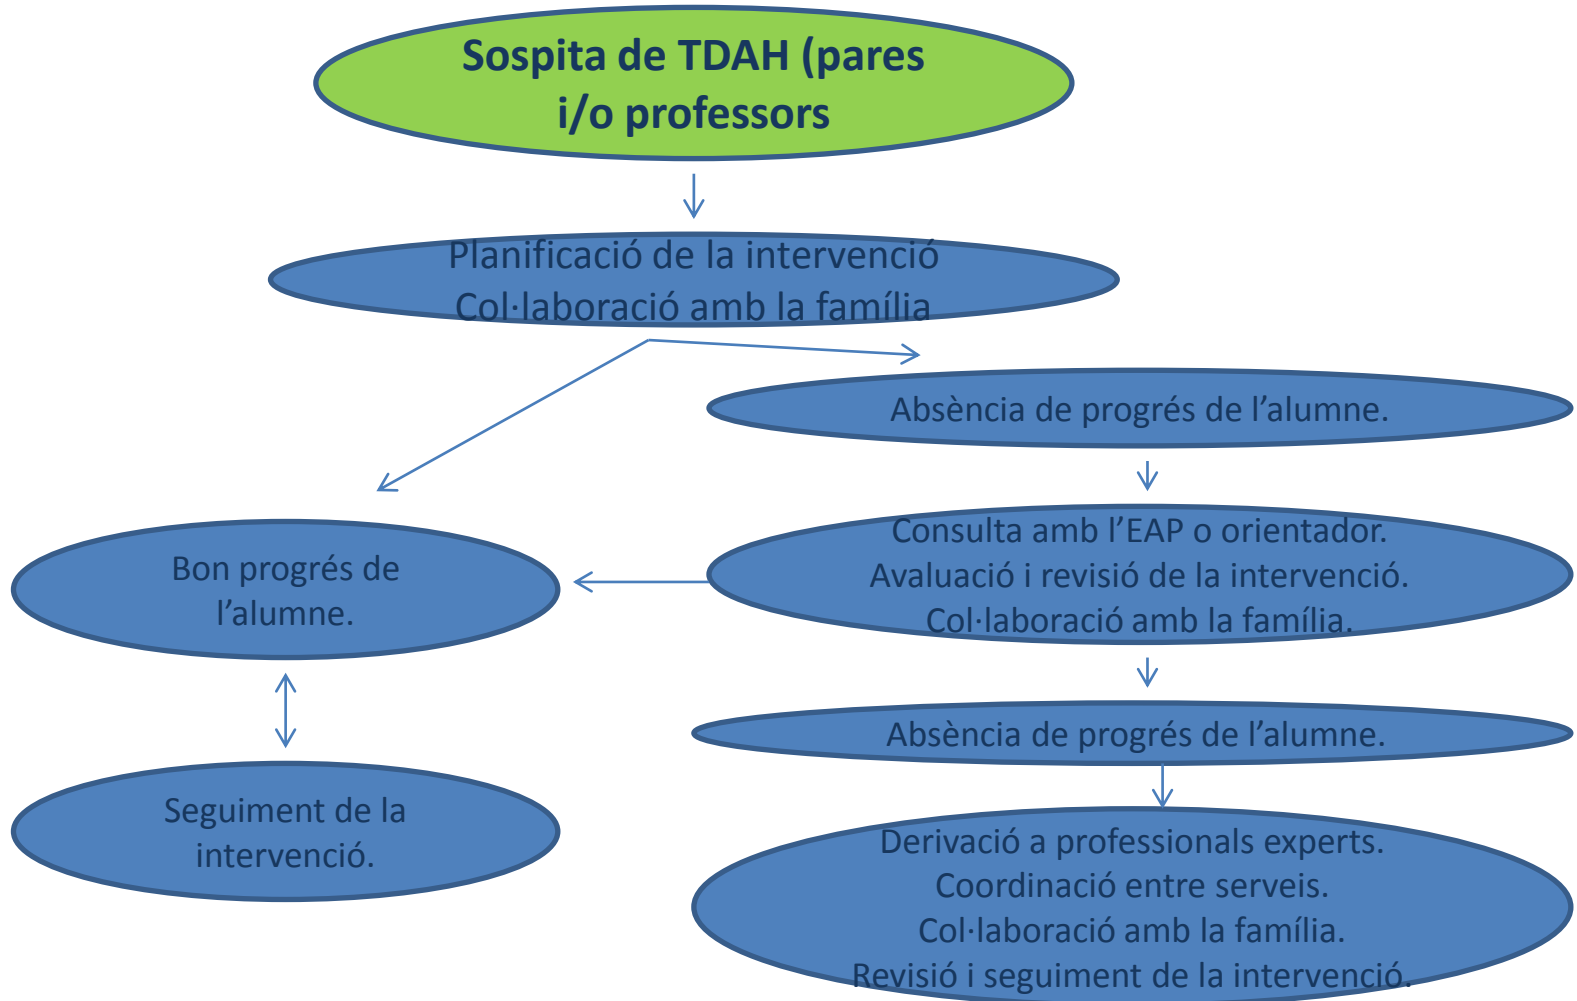 Sospita de TDAH (pares
i/o professors
Planificació de la intervenció
Col·laboració amb la família
Absència de progrés de l’alumne.
Consulta amb l’EAP o orientador.
Avaluació i revisió de la intervenció.
Col·laboració amb la família.
Bon progrés de
l’alumne.
Absència de progrés de l’alumne.
Seguiment de la
intervenció.
Derivació a professionals experts.
Coordinació entre serveis.
Col·laboració amb la família.
Revisió i seguiment de la intervenció.